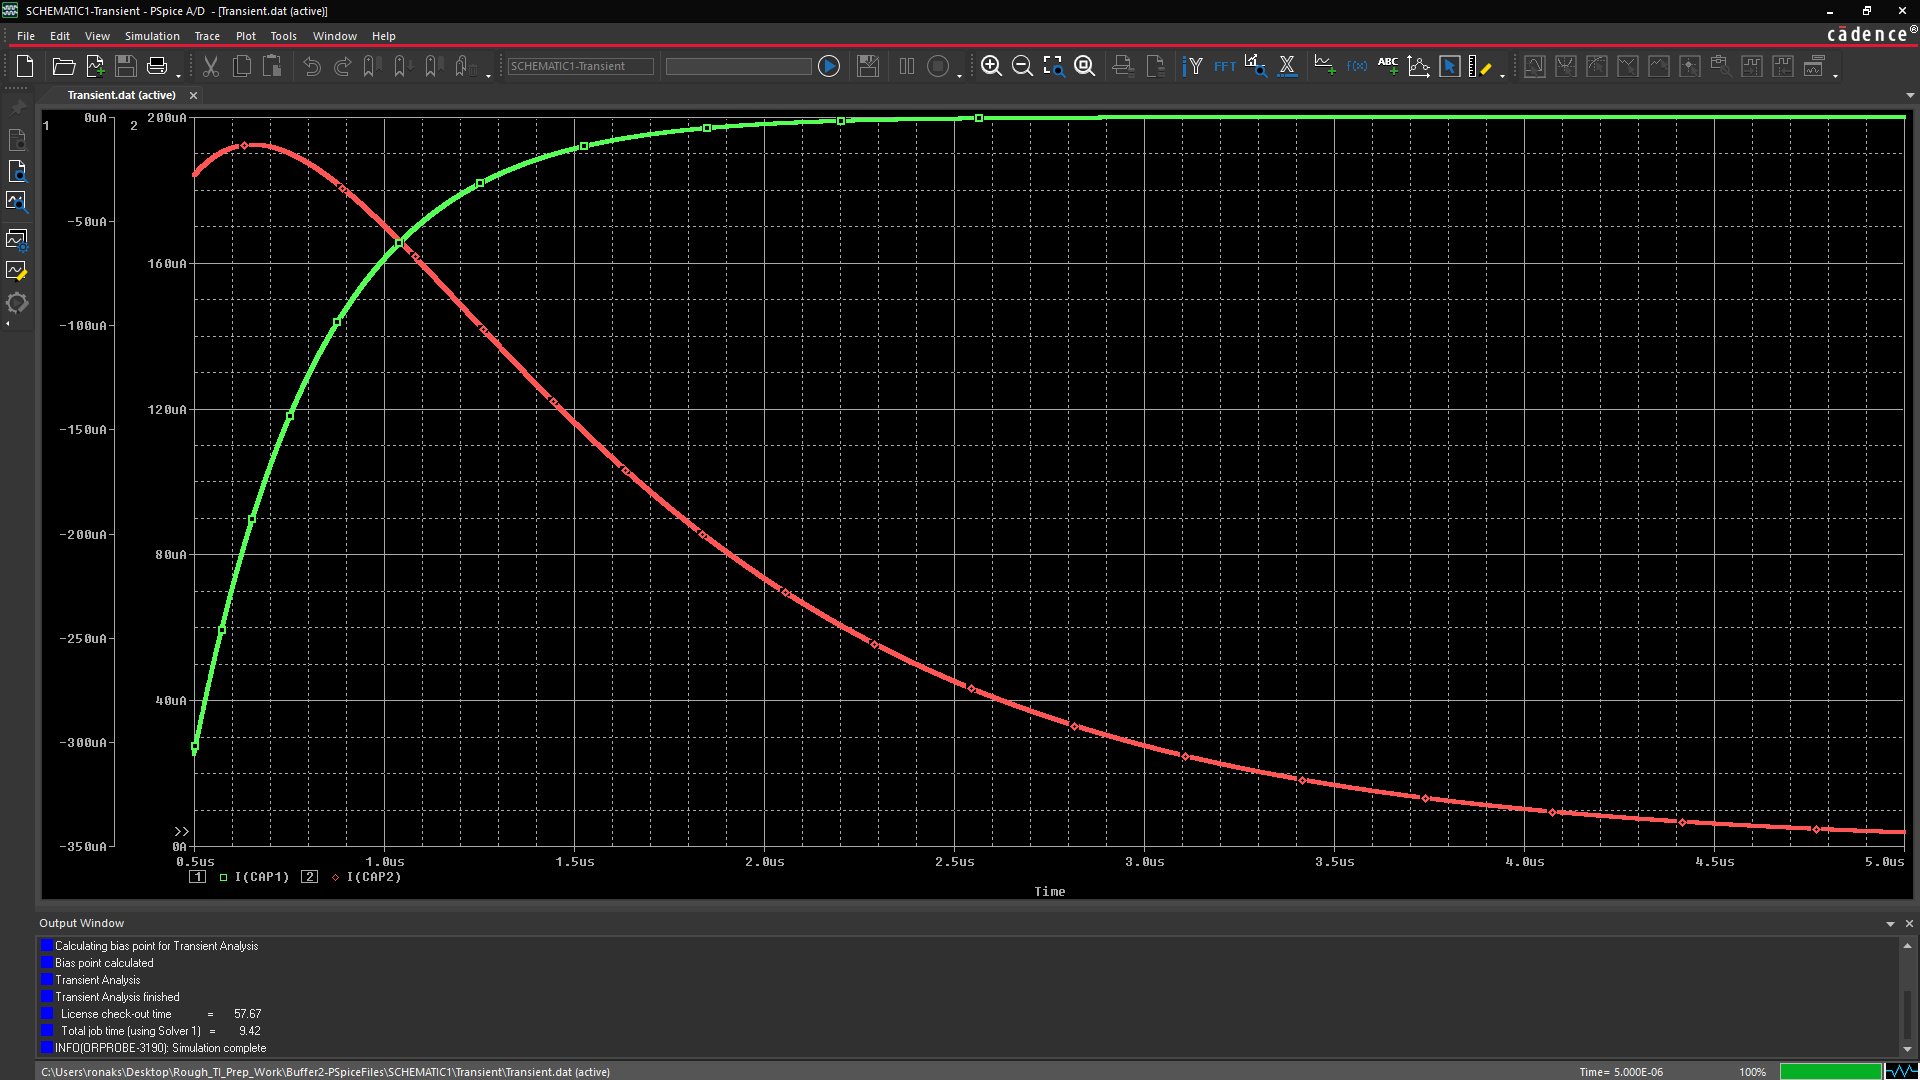 SCHEMATIC1-Transient - PSpice A/D - [Transient.dat (active)]
File Edit View Simulation Trace Plot Tools Window Help
cādence®
SCHEMATIC1-Transient
FFT
f(x)
ABC
Transient.dat (active)
1
2
0uA
-50uA
-100uA
-150uA
-200uA
-250uA
-300uA
-350uA
200uA
160uA
120uA
80uA
40uA
>>
0A
0.5us 1.0us 1.5us 2.0us 2.5us 3.0us 3.5us 4.0us 4.5us 5.0us
1 I(CAP1) 2 I(CAP2)
Time
Output Window
Calculating bias point for Transient Analysis
Bias point calculated
Transient Analysis
Transient Analysis finished
License check-out time = 57.67
Total job time (using Solver 1) = 9.42
INFO(ORPROBE-3190): Simulation complete
C:\Users\ronaks\Desktop\Rough_TI_Prep_Work\Buffer2-PSpiceFiles\SCHEMATIC1\Transient\Transient.dat (active)
Time= 5.000E-06 100%